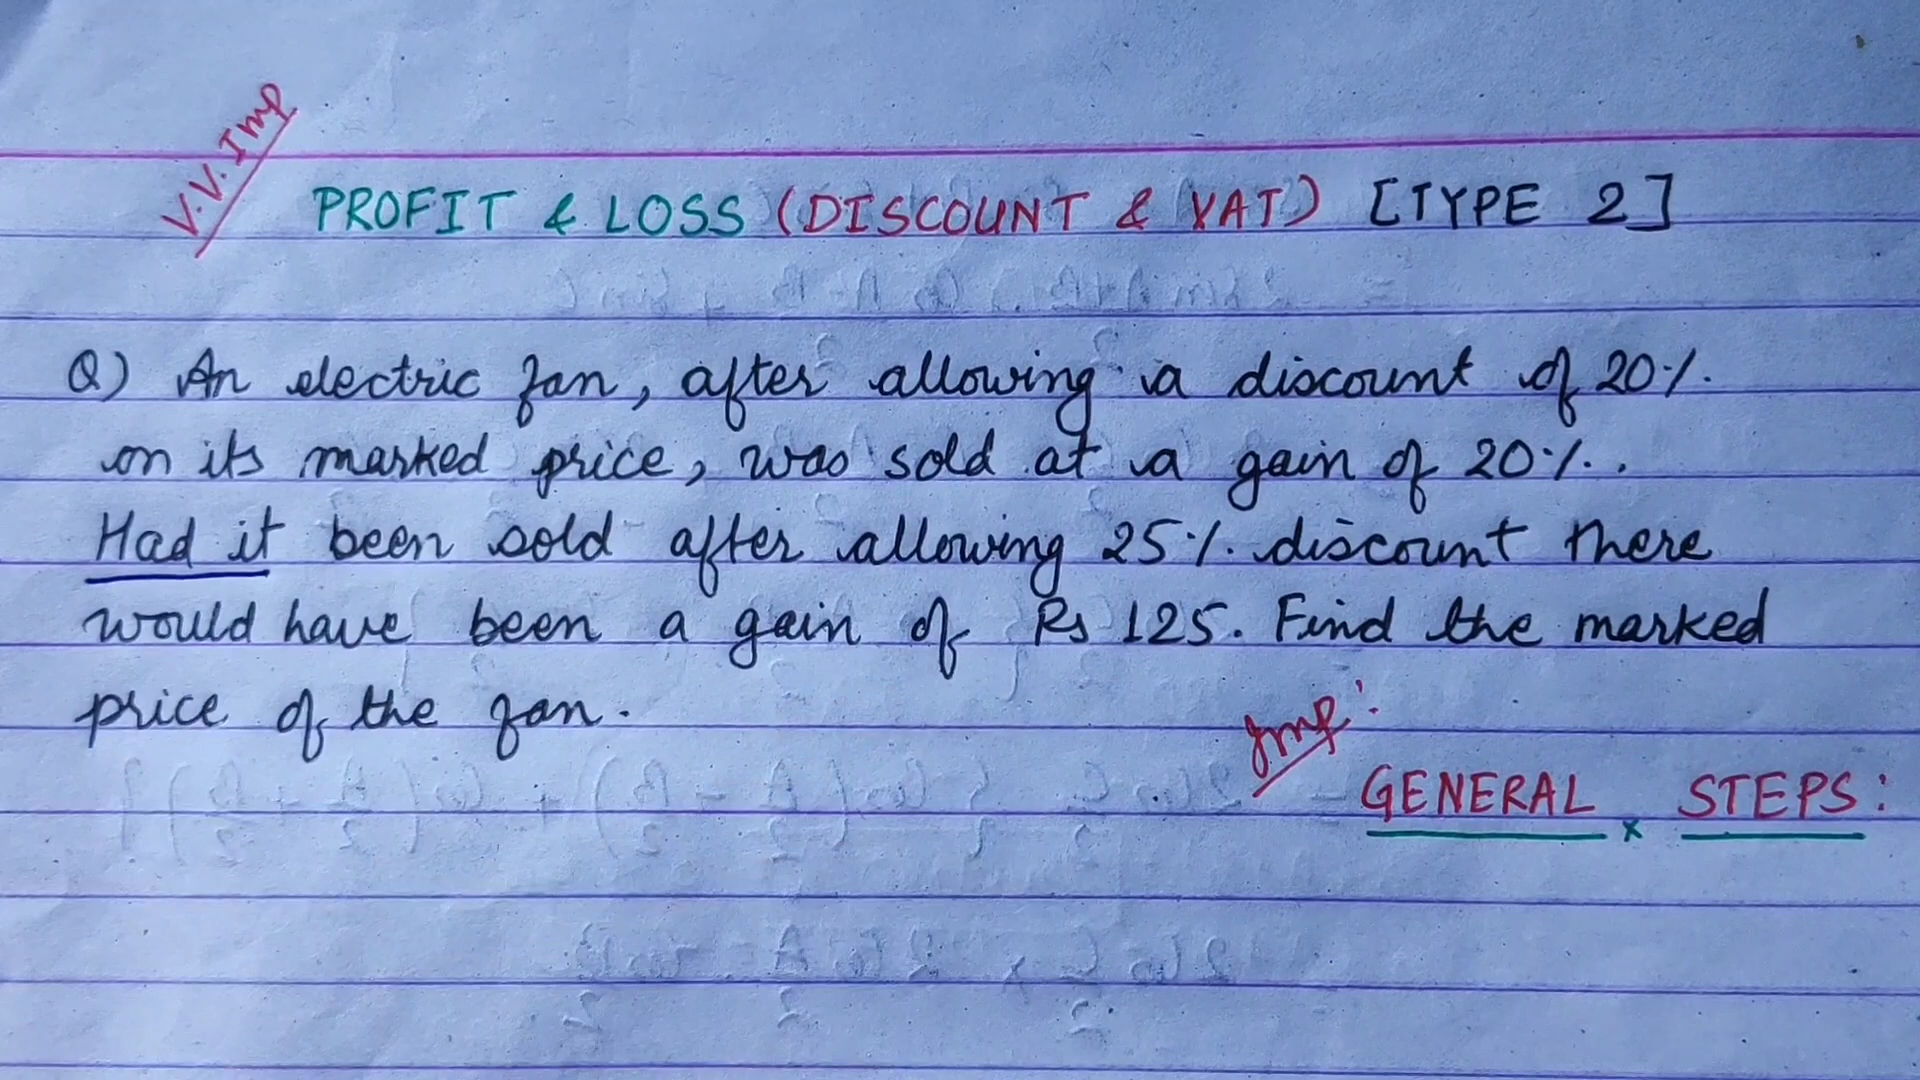 V.V.Imp
PROFIT & LOSS (DISCOUNT & VAT) [TYPE 2]
Q) An electric fan, after allowing a discount of 20%.
on its marked price, was sold at a gain of 20%..
Had it been sold after allowing 25%. discount there
would have been a gain of Rs 125. Find the marked
price of the fan.
Imp:
GENERAL x STEPS: